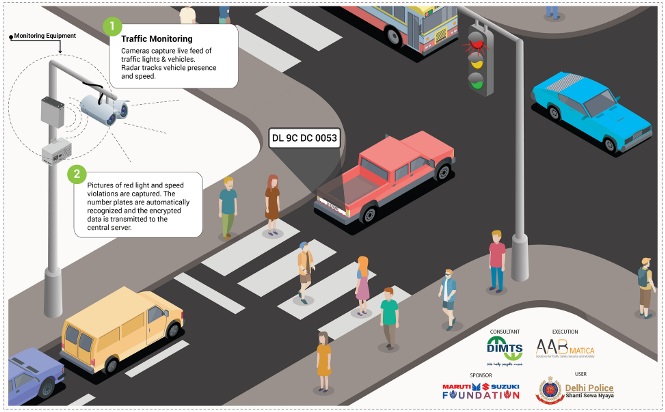 Monitoring Equipment
1
Traffic Monitoring
Cameras capture live feed of
traffic lights & vehicles.
Radar tracks vehicle presence
and speed.
DL 9C DC 0053
2
Pictures of red light and speed
violations are captured. The
number plates are automatically
recognized and the encrypted
data is transmitted to the
central server.
CONSULTANT
EXECUTION
DIMTS
AABMATICA
SPONSOR
USER
MARUTI SUZUKI
FOUNDATION
Delhi Police
Shanti Sewa Nyaya